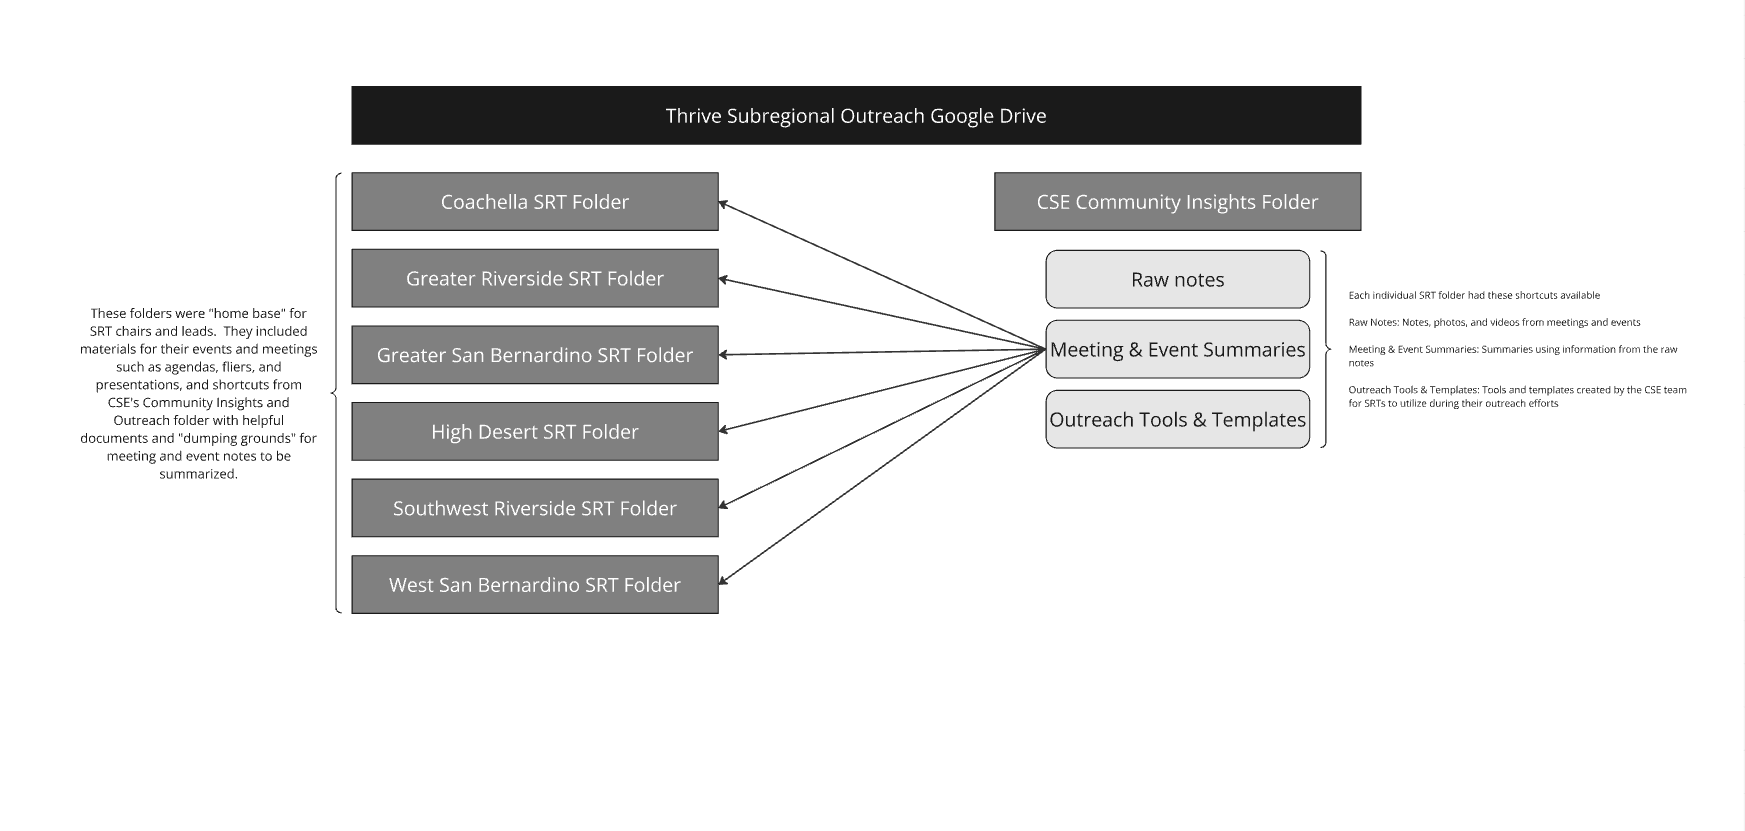 Thrive Subregional Outreach Google Drive
Coachella SRT Folder
Greater Riverside SRT Folder
Greater San Bernardino SRT Folder
High Desert SRT Folder
Southwest Riverside SRT Folder
West San Bernardino SRT Folder
These folders were "home base" for
SRT chairs and leads.  They included
materials for their events and meetings
such as agendas, fliers, and
presentations, and shortcuts from
CSE's Community Insights and
Outreach folder with helpful
documents and "dumping grounds" for
meeting and event notes to be
summarized.
CSE Community Insights Folder
Raw notes
Meeting & Event Summaries
Outreach Tools & Templates
Each individual SRT folder had these shortcuts available
Raw Notes: Notes, photos, and videos from meetings and events
Meeting & Event Summaries: Summaries using information from the raw
notes
Outreach Tools & Templates: Tools and templates created by the CSE team
for SRTs to utilize during their outreach efforts